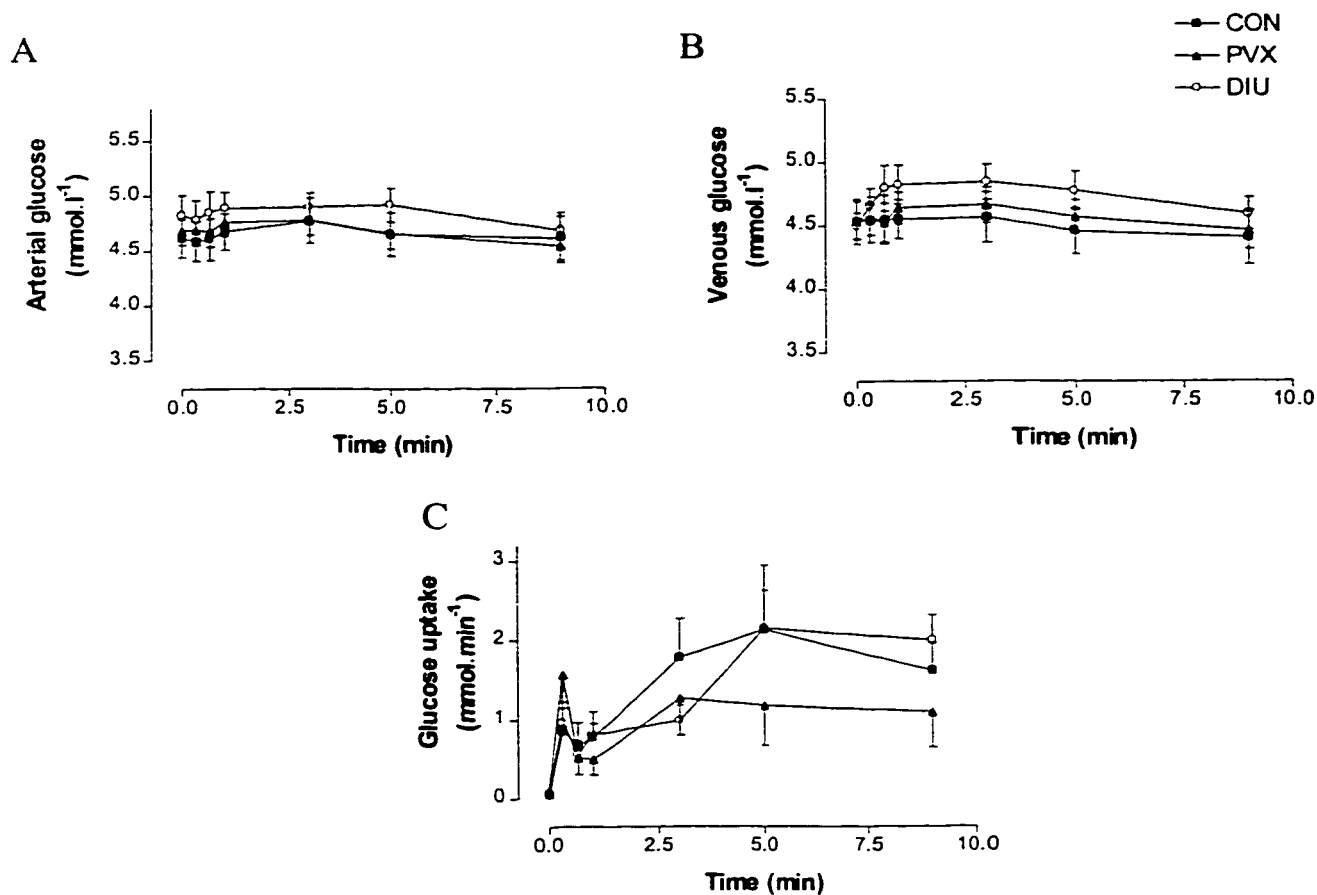 CON
PVX
DIU
A
Arterial glucose
(mmol.l⁻¹)
5.5
5.0
4.5
4.0
3.5
0.0 2.5 5.0 7.5 10.0
Time (min)
B
Venous glucose
(mmol.l⁻¹)
5.5
5.0
4.5
4.0
3.5
0.0 2.5 5.0 7.5 10.0
Time (min)
C
Glucose uptake
(mmol.min⁻¹)
3
2
1
0
0.0 2.5 5.0 7.5 10.0
Time (min)